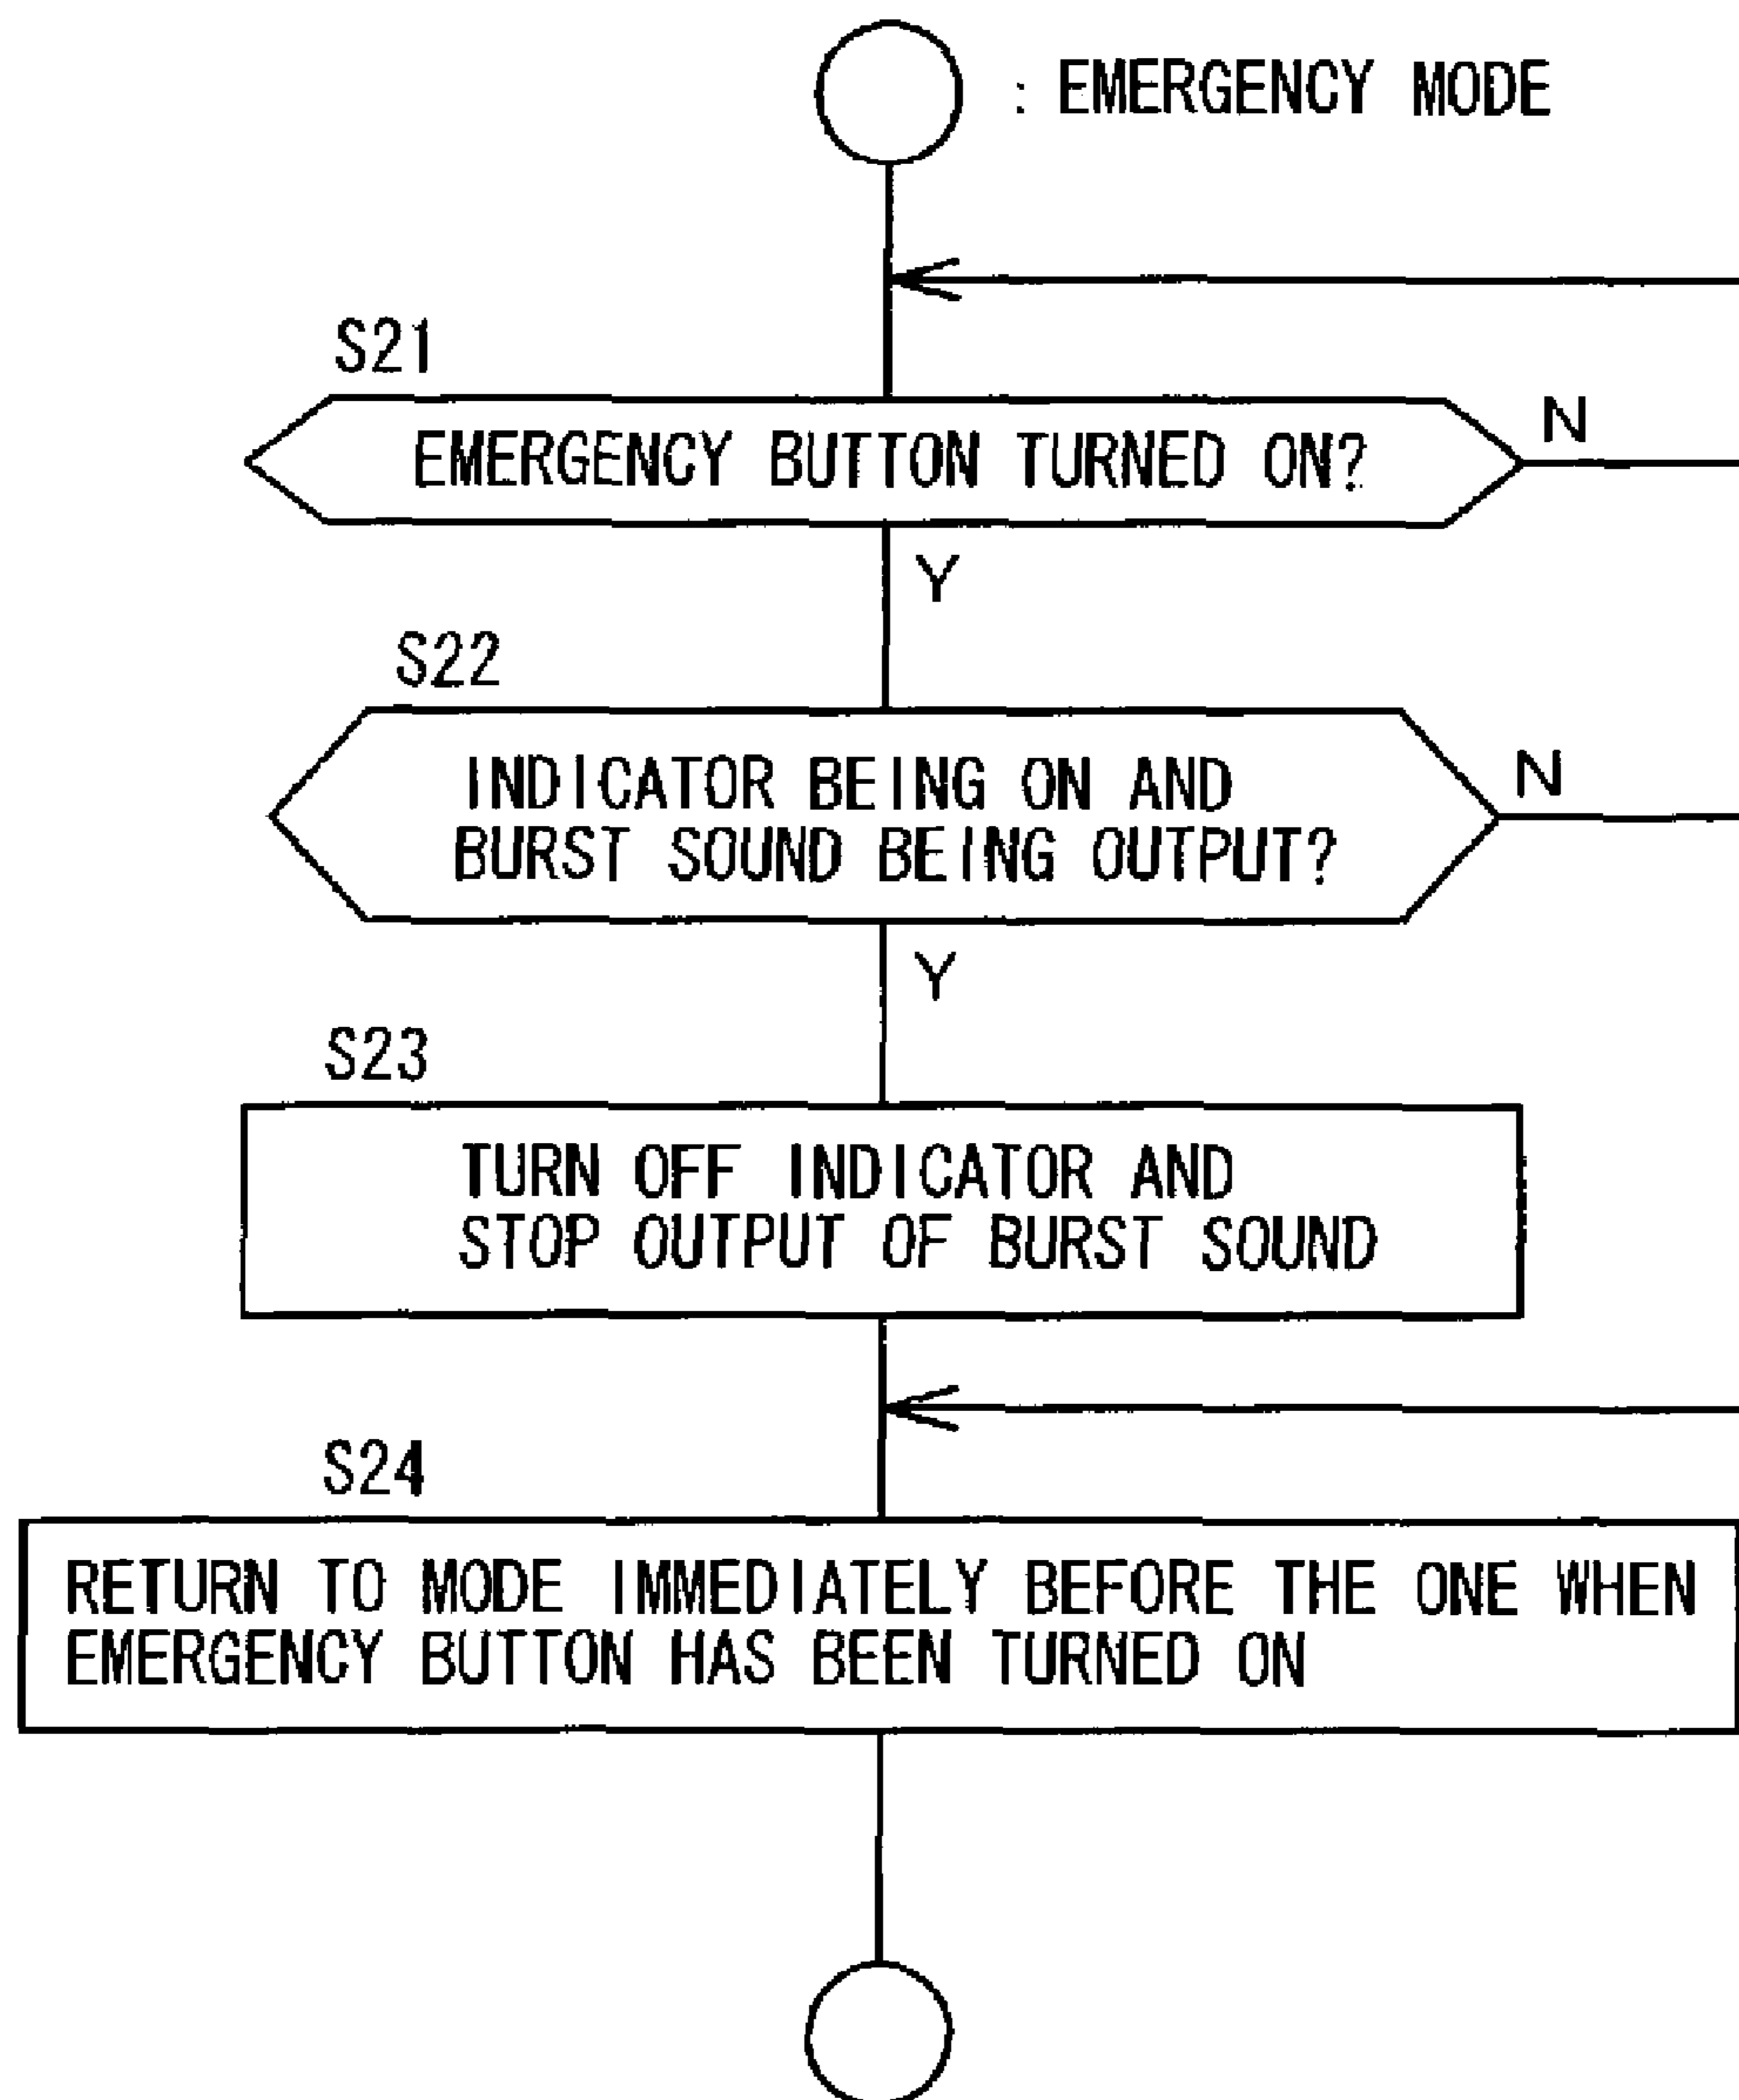 : EMERGENCY MODE
S21
EMERGENCY BUTTON TURNED ON?
N
Y
S22
INDICATOR BEING ON AND
BURST SOUND BEING OUTPUT?
N
Y
S23
TURN OFF INDICATOR AND
STOP OUTPUT OF BURST SOUND
S24
RETURN TO MODE IMMEDIATELY BEFORE THE ONE WHEN
EMERGENCY BUTTON HAS BEEN TURNED ON